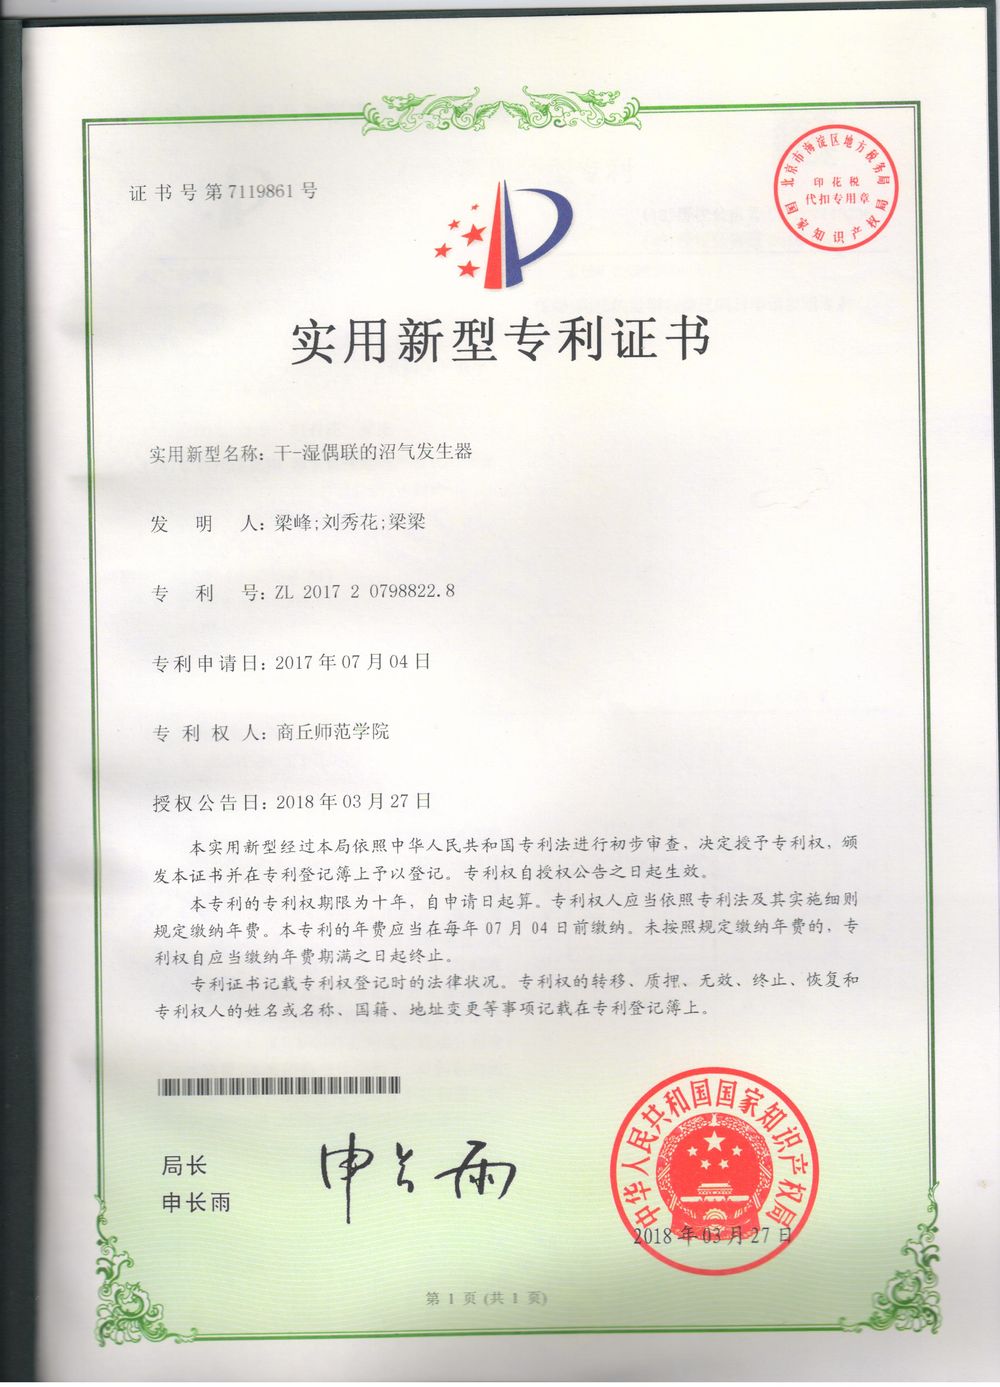 证书号第7119861号
北京市海淀区地方税务局
印花税
代扣专用章
国家知识产权局
实用新型专利证书
实用新型名称：干-湿偶联的沼气发生器
发 明 人：梁峰;刘秀花;梁梁
专 利 号：ZL 2017 2 0798822.8
专利申请日：2017年07月04日
专 利 权 人：商丘师范学院
授权公告日：2018年03月27日
本实用新型经过本局依照中华人民共和国专利法进行初步审查，决定授予专利权，颁
发本证书并在专利登记簿上予以登记。专利权自授权公告之日起生效。
本专利的专利权期限为十年，自申请日起算。专利权人应当依照专利法及其实施细则
规定缴纳年费。本专利的年费应当在每年07月04日前缴纳。未按照规定缴纳年费的，专
利权自应当缴纳年费期满之日起终止。
专利证书记载专利权登记时的法律状况。专利权的转移、质押、无效、终止、恢复和
专利权人的姓名或名称、国籍、地址变更等事项记载在专利登记簿上。
局长
申长雨
申长雨
中华人民共和国国家知识产权局
2018年03月27日
第 1 页 (共 1 页)